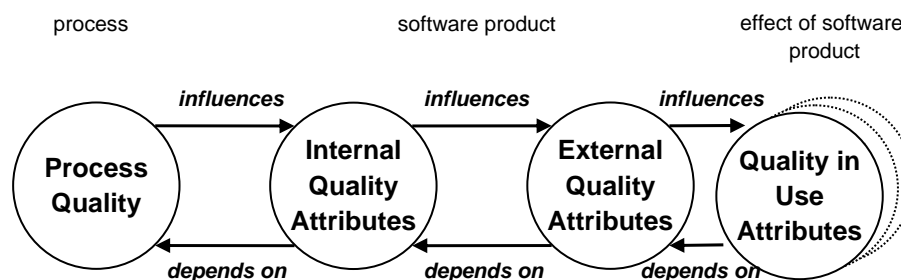 process
software product
effect of software
product
influences
influences
influences
Process
Quality
Internal
Quality
Attributes
External
Quality
Attributes
Quality in
Use
Attributes
depends on
depends on
depends on